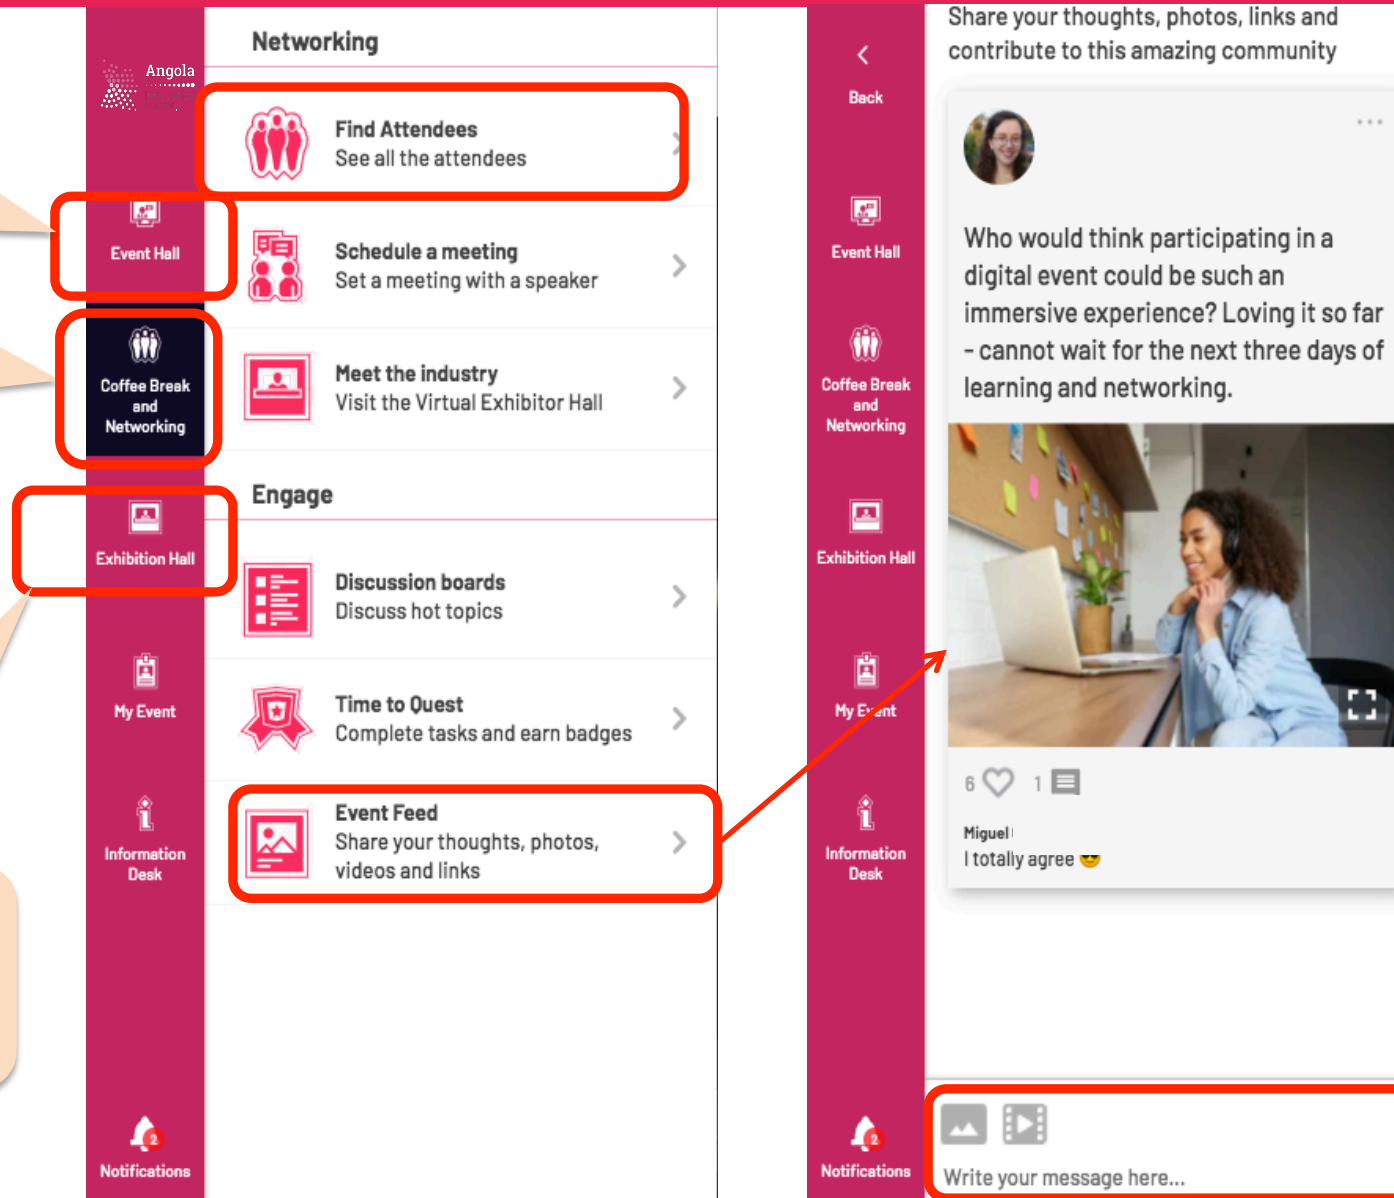 Angola
Event Hall
Coffee Break
and
Networking
Exhibition Hall
My Event
Information
Desk
Notifications
2
Networking
Find Attendees
See all the attendees
Schedule a meeting
Set a meeting with a speaker
Meet the industry
Visit the Virtual Exhibitor Hall
Engage
Discussion boards
Discuss hot topics
Time to Quest
Complete tasks and earn badges
Event Feed
Share your thoughts, photos,
videos and links
Back
Event Hall
Coffee Break
and
Networking
Exhibition Hall
My Event
Information
Desk
Notifications
2
Share your thoughts, photos, links and
contribute to this amazing community
Who would think participating in a
digital event could be such an
immersive experience? Loving it so far
- cannot wait for the next three days of
learning and networking.
6 1
Miguel
I totally agree 😎
Write your message here...